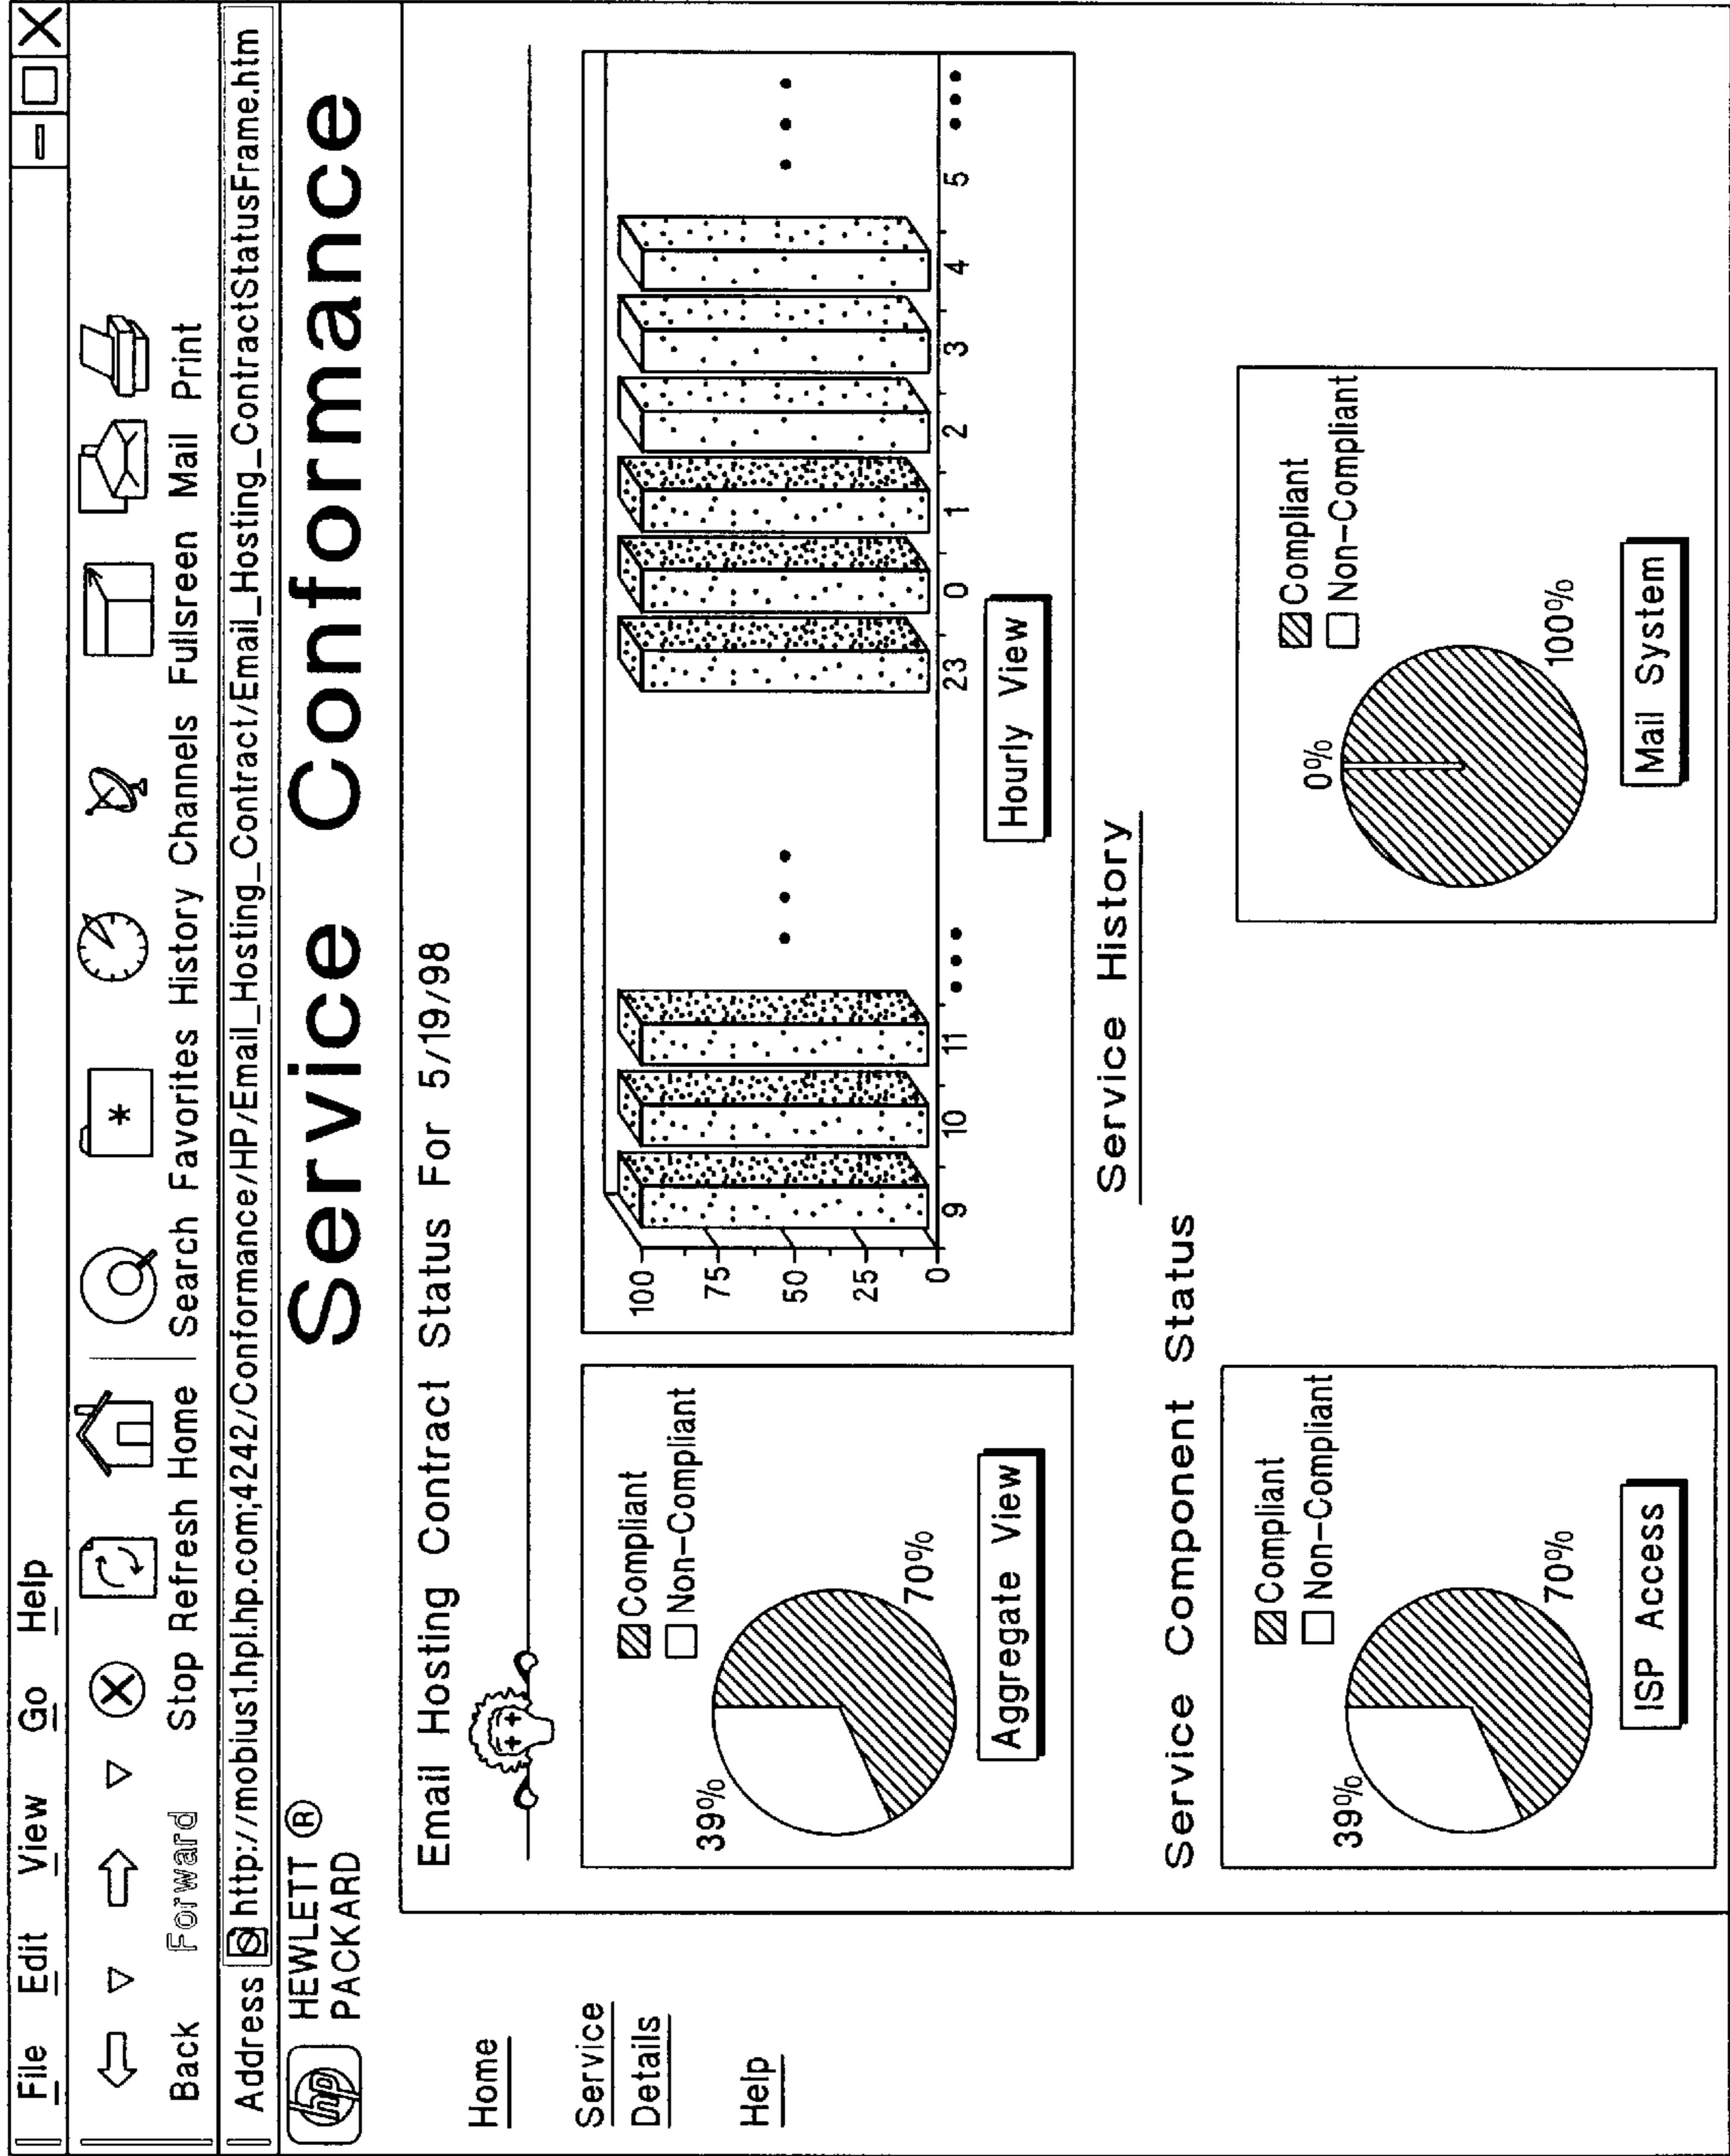 File Edit View Go Help
Back Forward Stop Refresh Home Search Favorites History Channels Fullsreen Mail Print
Address http://mobius1.hpl.hp.com;4242/Conformance/HP/Email_Hosting_Contract/Email_Hosting_ContractStatusFrame.htm
hp HEWLETT ®
PACKARD
Service Conformance
Home
Service
Details
Help
Email Hosting Contract Status For 5/19/98
Compliant
Non-Compliant
39%
70%
Aggregate View
100
75
50
25
0
9 10 11 ••• 23 0 1 2 3 4 5 •••
Hourly View
Service History
Service Component Status
Compliant
Non-Compliant
39%
70%
ISP Access
Compliant
Non-Compliant
0%
100%
Mail System